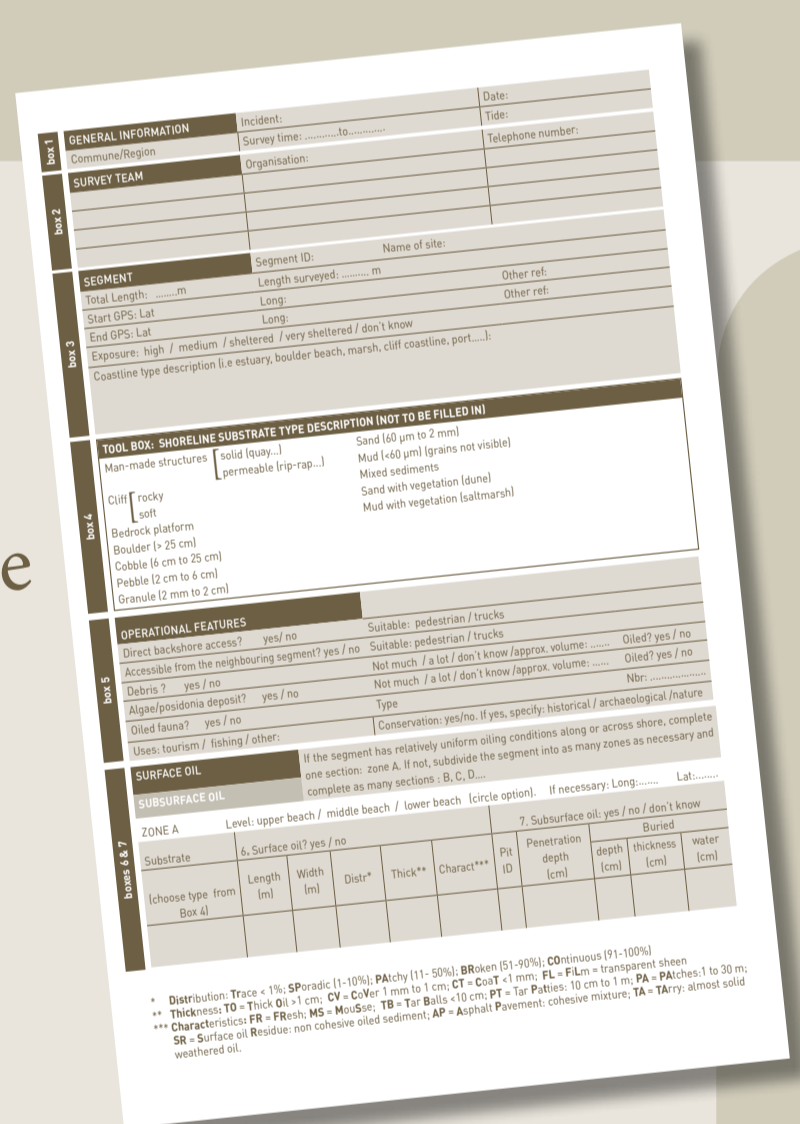 e
box 1
GENERAL INFORMATION
Incident:
Date:
Commune/Region
Survey time: ............to.............
Tide:
box 2
SURVEY TEAM
Organisation:
Telephone number:
box 3
SEGMENT
Segment ID: Name of site:
Total Length: ........m Length surveyed: .......... m
Start GPS: Lat Long: Other ref:
End GPS: Lat Long: Other ref:
Exposure: high / medium / sheltered / very sheltered / don't know
Coastline type description (i.e estuary, boulder beach, marsh, cliff coastline, port.....):
box 4
TOOL BOX: SHORELINE SUBSTRATE TYPE DESCRIPTION (NOT TO BE FILLED IN)
Man-made structures
solid (quay...)
permeable (rip-rap...)
Cliff
rocky
soft
Bedrock platform
Boulder (> 25 cm)
Cobble (6 cm to 25 cm)
Pebble (2 cm to 6 cm)
Granule (2 mm to 2 cm)
Sand (60 µm to 2 mm)
Mud (<60 µm) (grains not visible)
Mixed sediments
Sand with vegetation (dune)
Mud with vegetation (saltmarsh)
box 5
OPERATIONAL FEATURES
Direct backshore access? yes/ no Suitable: pedestrian / trucks
Accessible from the neighbouring segment? yes / no Suitable: pedestrian / trucks
Debris ? yes / no Not much / a lot / don't know /approx. volume: ....... Oiled? yes / no
Algae/posidonia deposit? yes / no Not much / a lot / don't know /approx. volume: ...... Oiled? yes / no
Oiled fauna? yes / no Type Nbr: ....................
Uses: tourism / fishing / other: Conservation: yes/no. If yes, specify: historical / archaeological /nature
boxes 6 & 7
SURFACE OIL
SUBSURFACE OIL
If the segment has relatively uniform oiling conditions along or across shore, complete
one section: zone A. If not, subdivide the segment into as many zones as necessary and
complete as many sections : B, C, D....
ZONE A Level: upper beach / middle beach / lower beach (circle option). If necessary: Long:....... Lat:........
Substrate
(choose type from
Box 4)
6. Surface oil? yes / no
Length
(m)
Width
(m)
Distr*
Thick**
Charact***
7. Subsurface oil: yes / no / don't know
Pit
ID
Penetration
depth
(cm)
Buried
depth
(cm)
thickness
(cm)
water
(cm)
* Distribution: Trace < 1%; SPoradic (1-10%); PAtchy (11- 50%); BRoken (51-90%); COntinuous (91-100%)
** Thickness: TO = Thick Oil >1 cm; CV = CoVer 1 mm to 1 cm; CT = CoaT <1 mm; FL = FiLm = transparent sheen
*** Characteristics: FR = FResh; MS = MouSse; TB = Tar Balls <10 cm; PT = Tar Patties: 10 cm to 1 m; PA = PAtches:1 to 30 m;
SR = Surface oil Residue: non cohesive oiled sediment; AP = Asphalt Pavement: cohesive mixture; TA = TArry: almost solid
weathered oil.